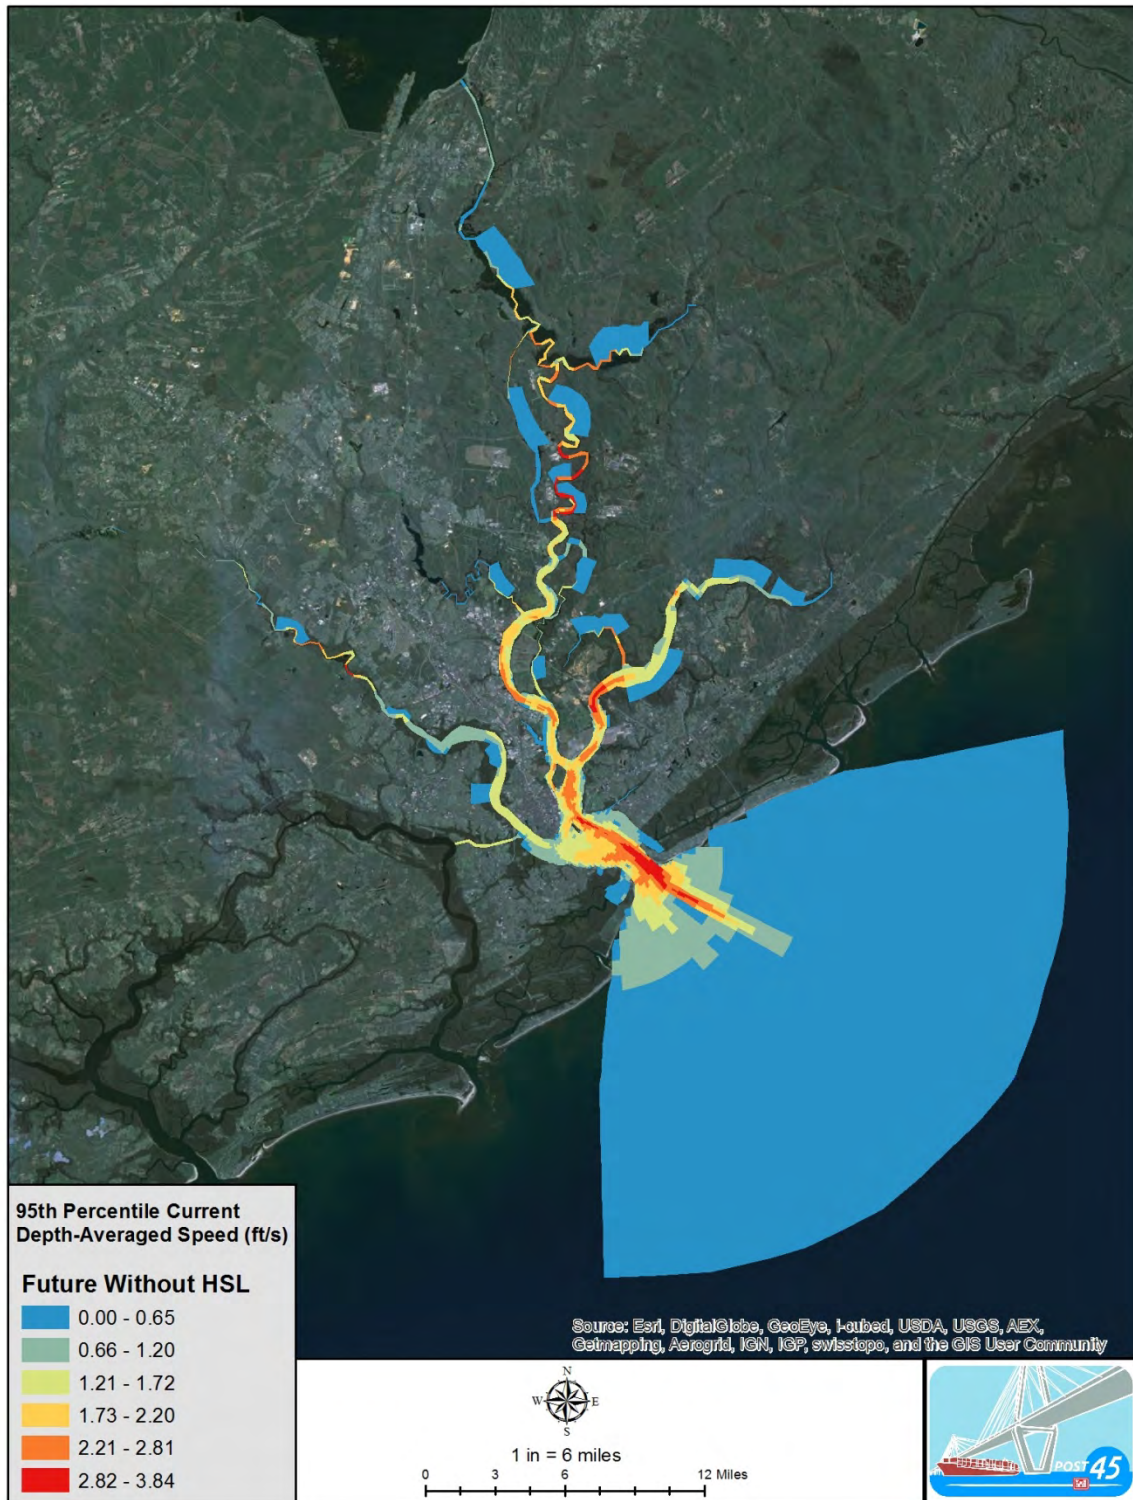 95th Percentile Current
Depth-Averaged Speed (ft/s)
Future Without HSL
0.00 - 0.65
0.66 - 1.20
1.21 - 1.72
1.73 - 2.20
2.21 - 2.81
2.82 - 3.84
Source: Esri, DigitalGlobe, GeoEye, i-cubed, USDA, USGS, AEX,
Getmapping, Aerogrid, IGN, IGP, swisstopo, and the GIS User Community
N
W E
S
1 in = 6 miles
0 3 6 12 Miles
POST 45